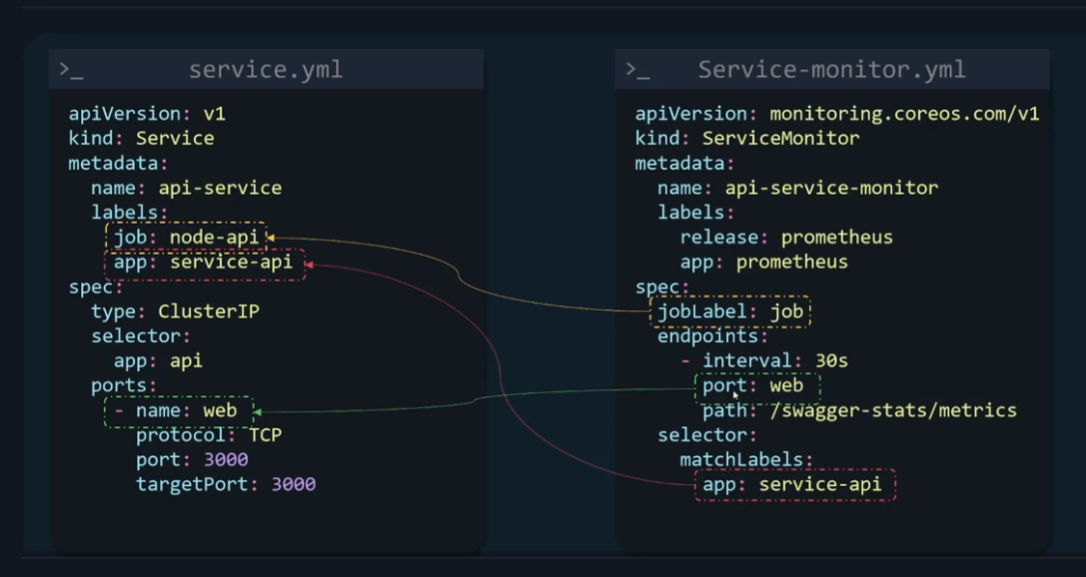 >_ service.yml
apiVersion: v1
kind: Service
metadata:
  name: api-service
  labels:
    job: node-api
    app: service-api
spec:
  type: ClusterIP
  selector:
    app: api
  ports:
    - name: web
      protocol: TCP
      port: 3000
      targetPort: 3000
>_ Service-monitor.yml
apiVersion: monitoring.coreos.com/v1
kind: ServiceMonitor
metadata:
  name: api-service-monitor
  labels:
    release: prometheus
    app: prometheus
spec:
  jobLabel: job
  endpoints:
    - interval: 30s
      port: web
      path: /swagger-stats/metrics
  selector:
    matchLabels:
      app: service-api